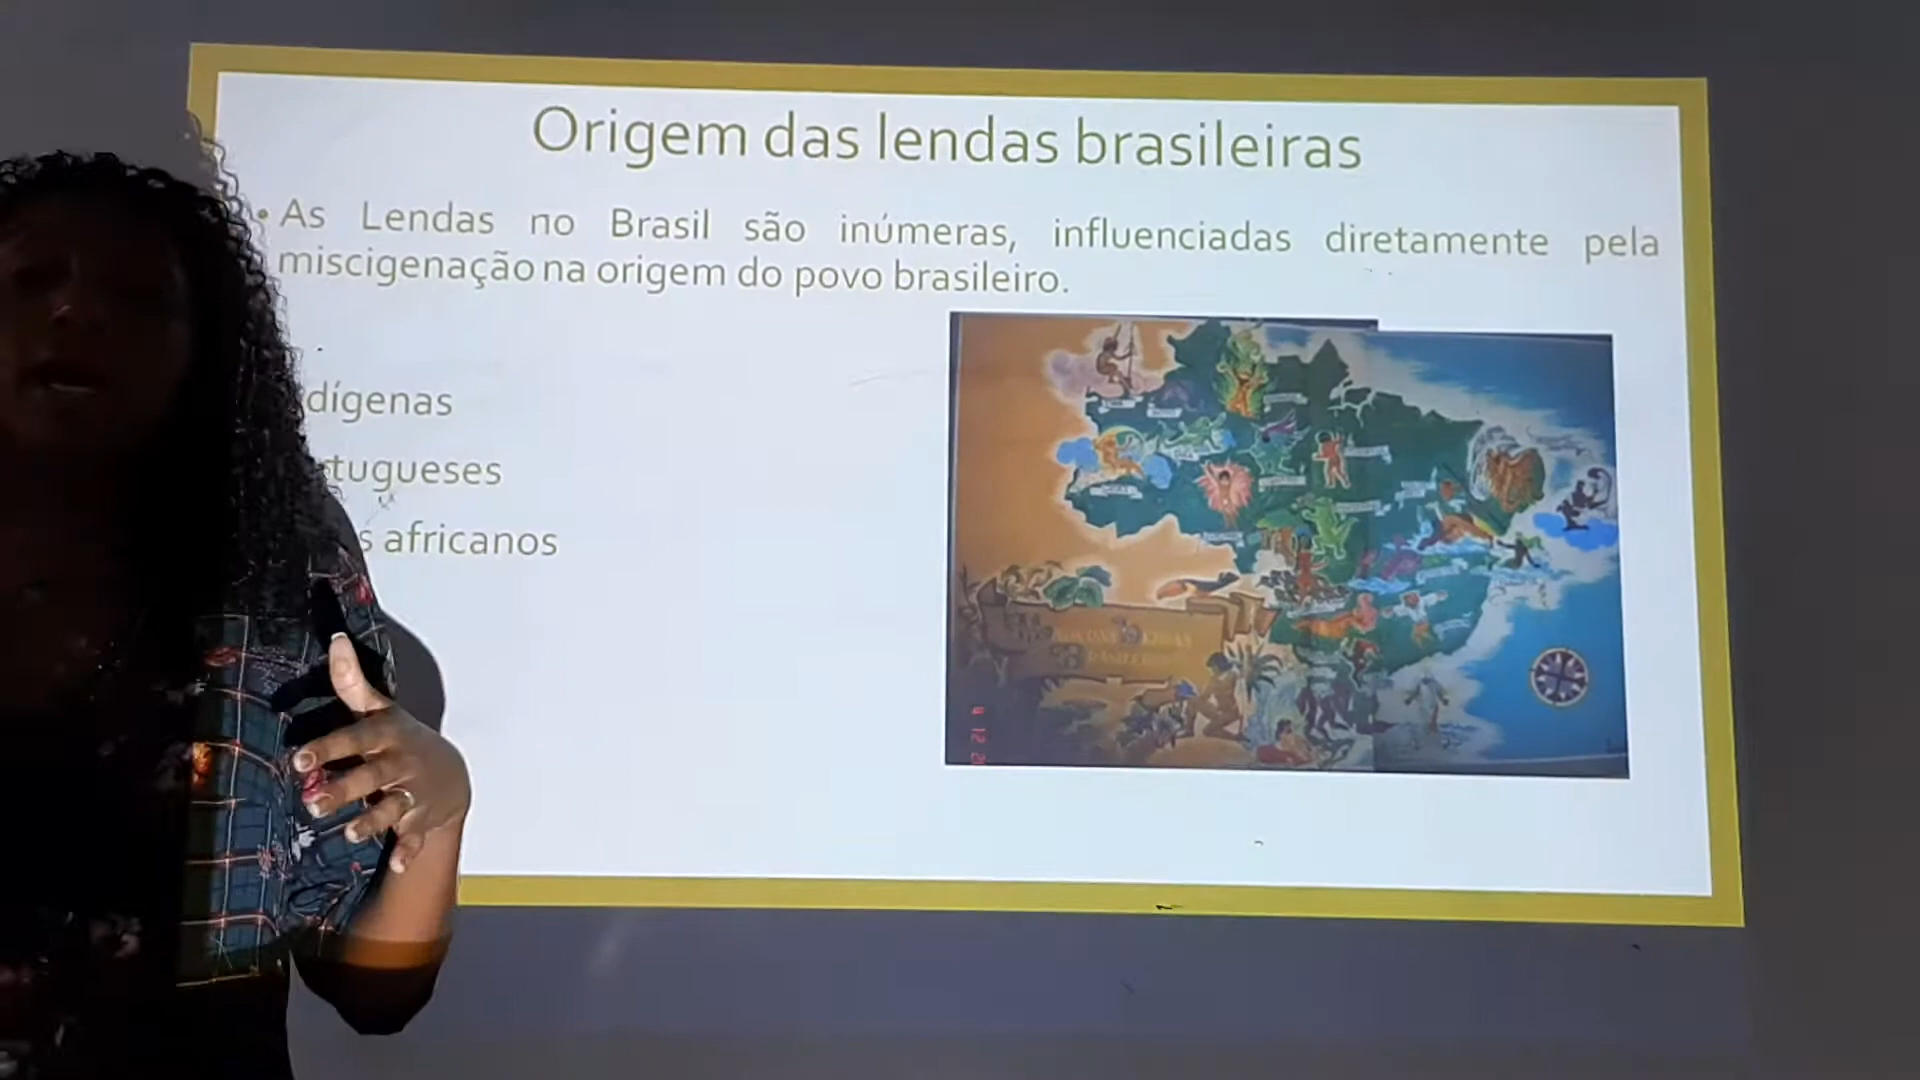 Origem das lendas brasileiras
• As Lendas no Brasil são inúmeras, influenciadas diretamente pela
miscigenação na origem do povo brasileiro.
dígenas
tugueses
s africanos